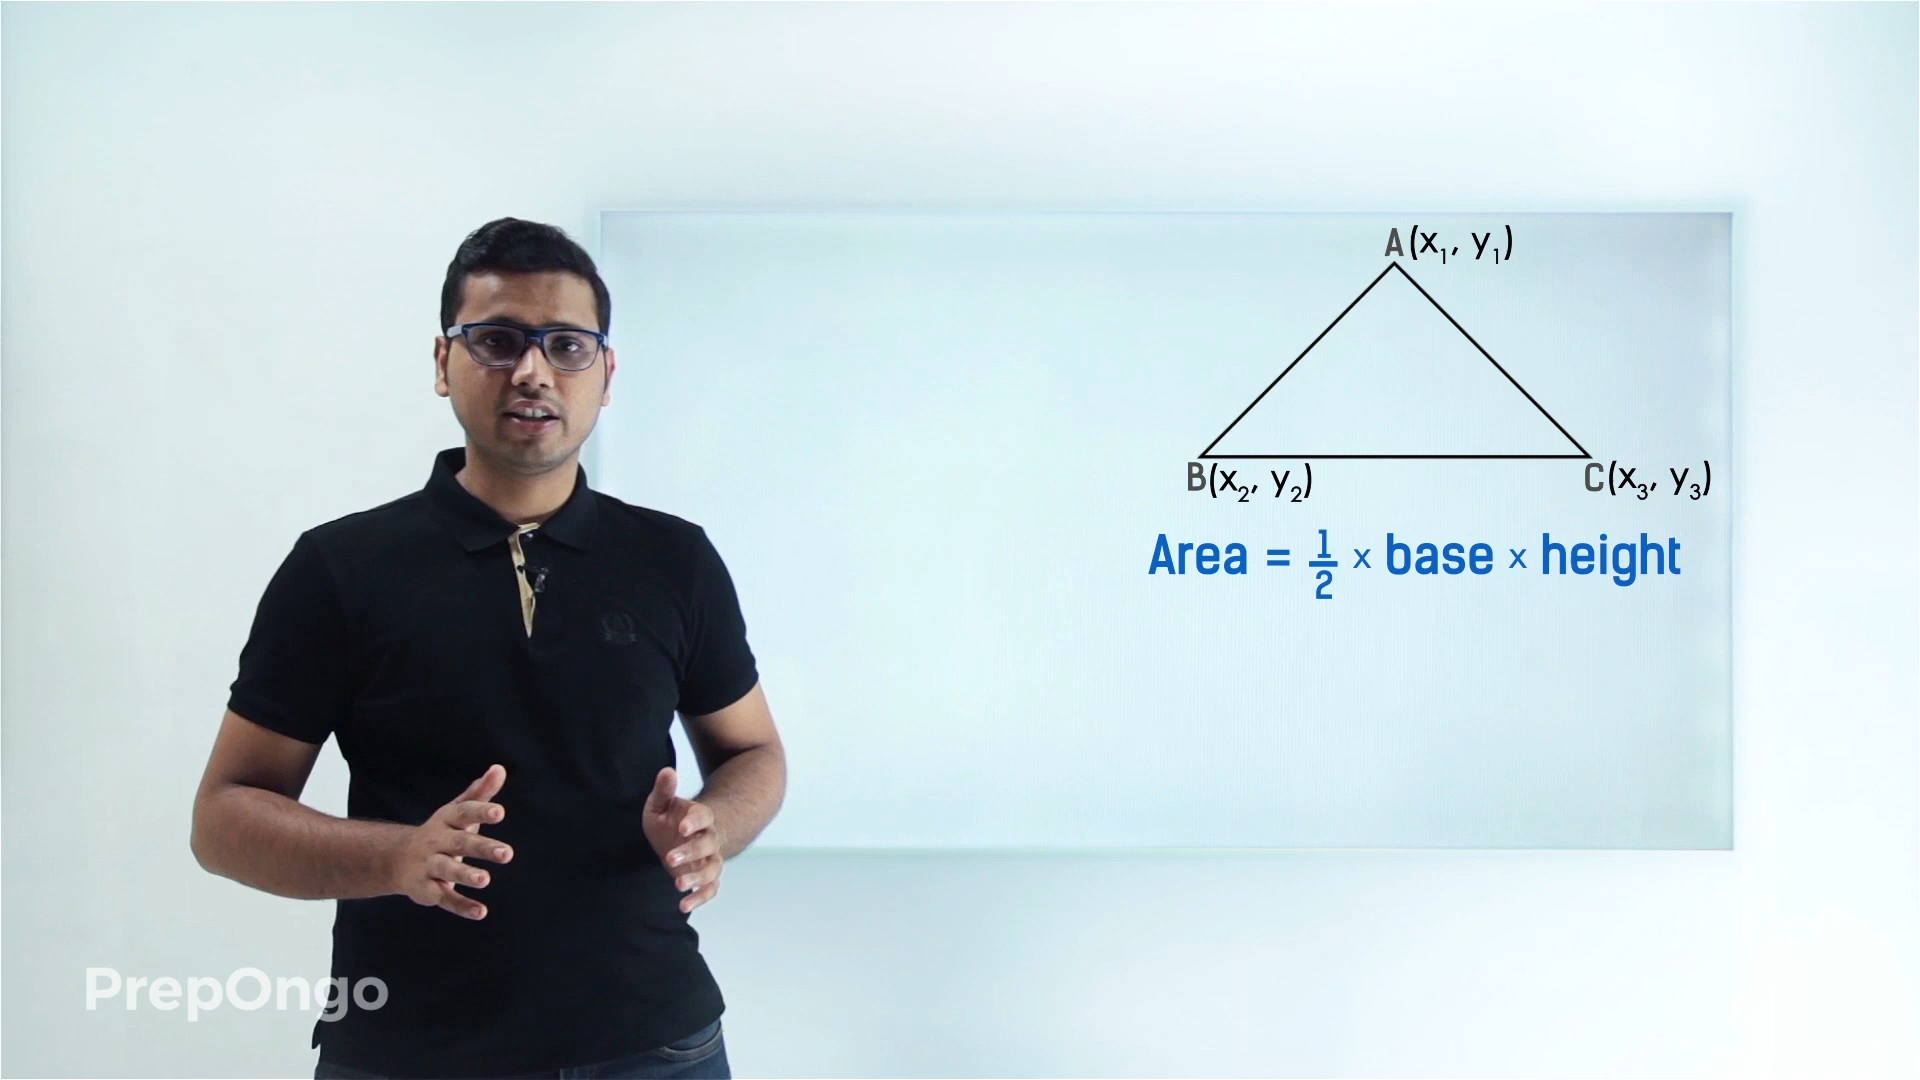 A(x₁, y₁)
B(x₂, y₂)
C(x₃, y₃)
Area = 1/2 × base × height
PrepOngo